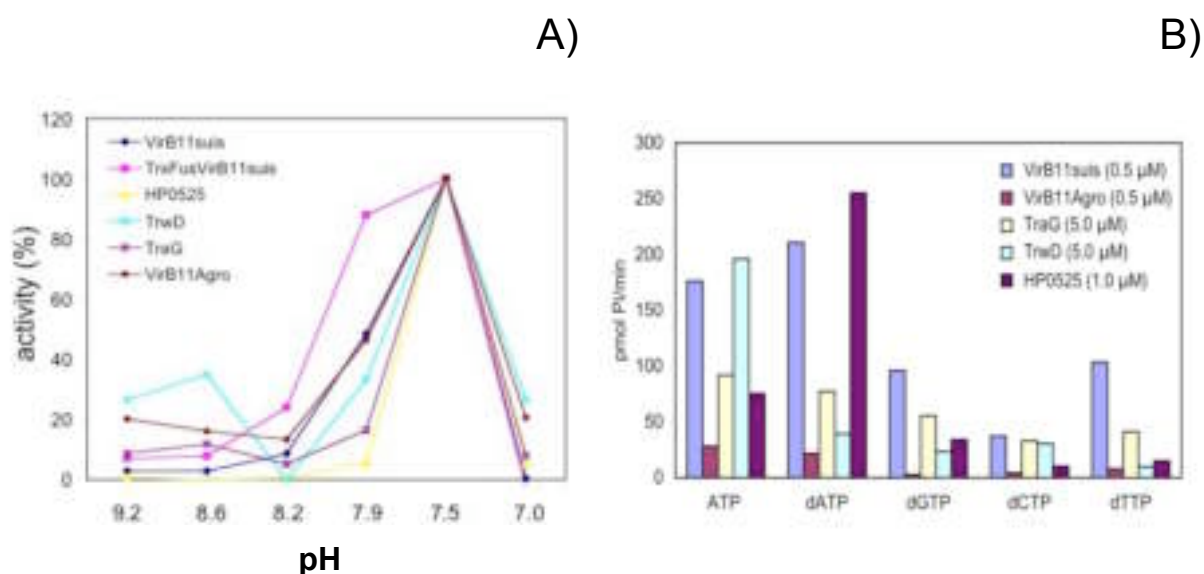 A)
B)
120
100
80
60
40
20
0
activity (%)
VirB11suis
TrxFusVirB11suis
HP0525
TrwD
TraG
VirB11Agro
9.2 8.6 8.2 7.9 7.5 7.0
pH
300
250
200
150
100
50
0
pmol Pi/min
VirB11suis (0.5 µM)
VirB11Agro (0.5 µM)
TraG (5.0 µM)
TrwD (5.0 µM)
HP0525 (1.0 µM)
ATP dATP dGTP dCTP dTTP